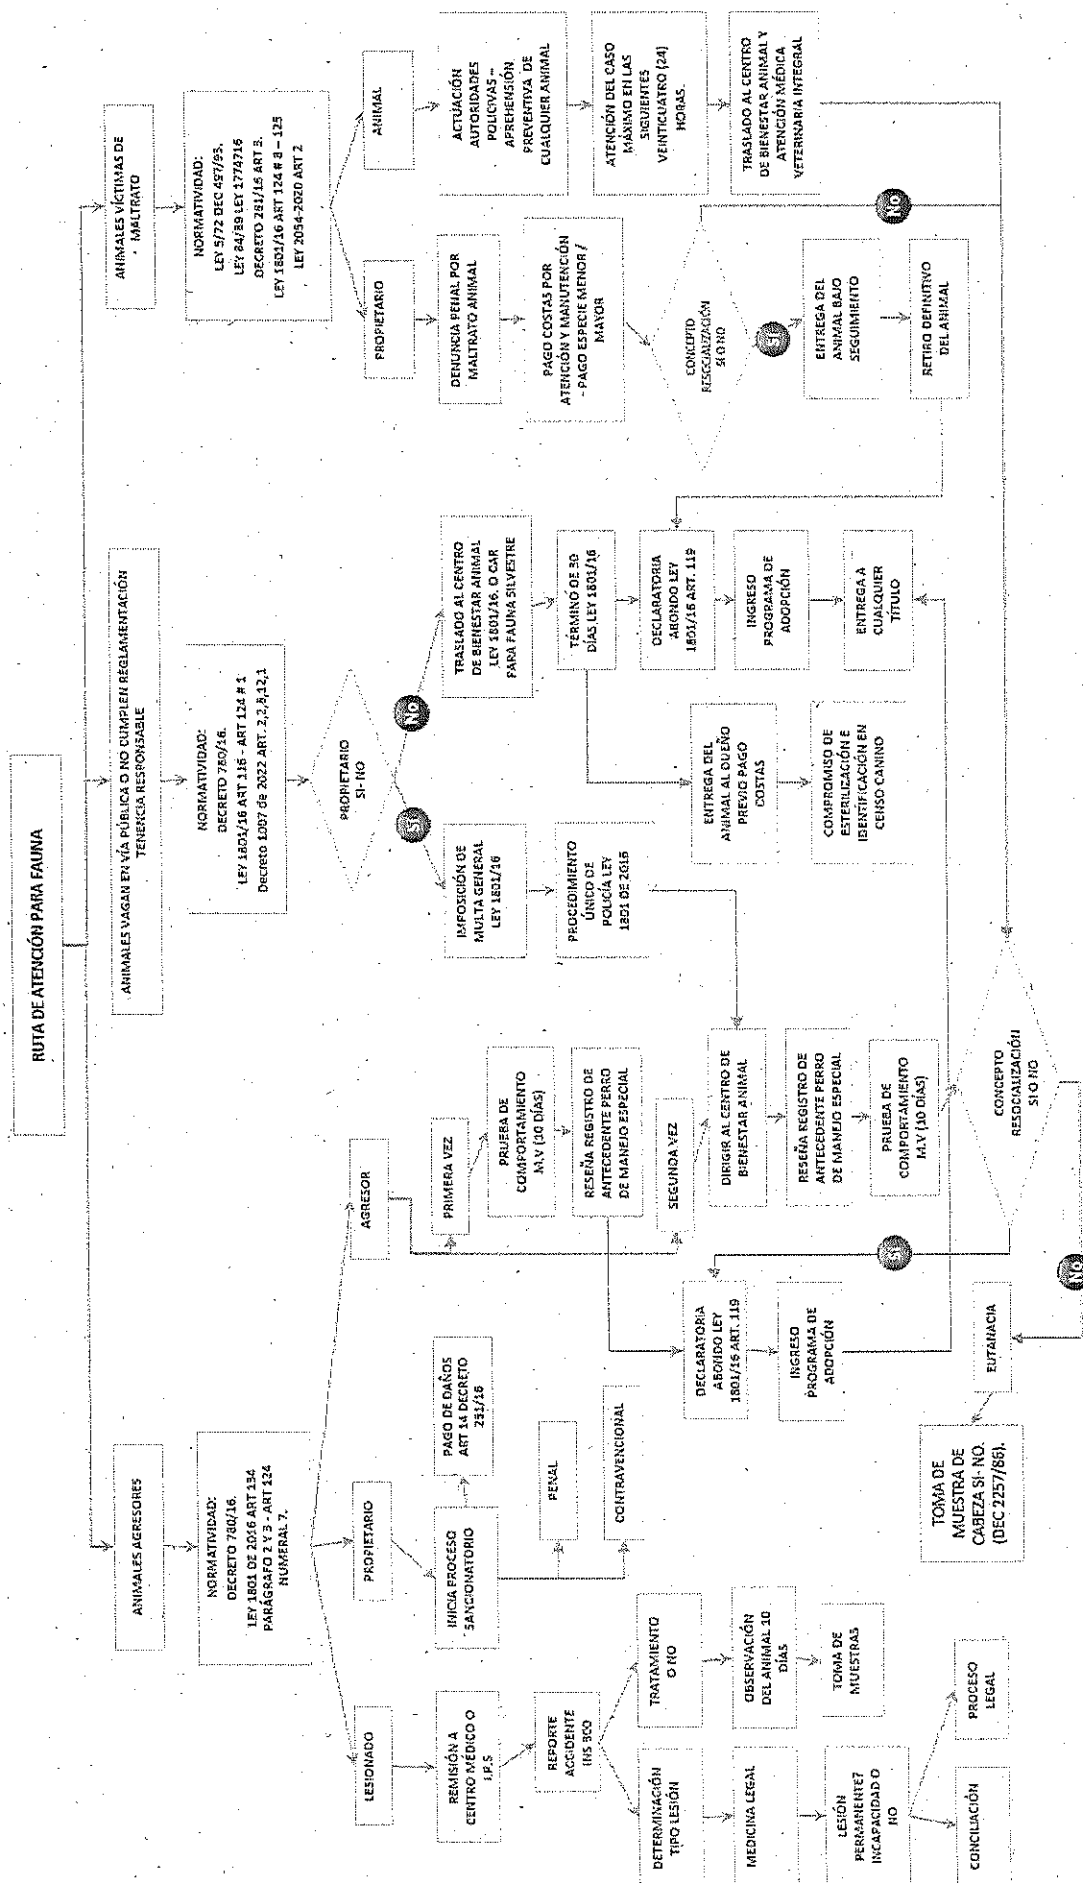 RUTA DE ATENCIÓN PARA FAUNA
ANIMALES AGRESORES
NORMATIVIDAD:
DECRETO 780/16.
LEY 1801 DE 2016 ART 134
PARÁGRAFO 2 Y 3 - ART 124
NUMERAL 7.
LESIONADO
REMISIÓN A
CENTRO MÉDICO O
I.P.S
REPORTE
ACCIDENTE
INS 300
DETERMINACIÓN
TIPO LESIÓN
MEDICINA LEGAL
LESIÓN
PERMANENTE?
INCAPACIDAD O
NO
CONCILIACIÓN
PROCESO
LEGAL
TRATAMIENTO
O NO
OBSERVACIÓN
DEL ANIMAL 10
DÍAS
TOMA DE
MUESTRAS
PROPIETARIO
INICIA PROCESO
SANCIONATORIO
PAGO DE DAÑOS
ART 14 DECRETO
251/16
PENAL
CONTRAVENCIONAL
AGRESOR
PRIMERA VEZ
PRUEBA DE
COMPORTAMIENTO
M.V (10 DÍAS)
RESEÑA REGISTRO DE
ANTECEDENTE PERRO
DE MANEJO ESPECIAL
SEGUNDA VEZ
DIRIGIR AL CENTRO DE
BIENESTAR ANIMAL
RESEÑA REGISTRO DE
ANTECEDENTE PERRO
DE MANEJO ESPECIAL
PRUEBA DE
COMPORTAMIENTO
M.V (10 DÍAS)
DECLARATORIA
ABONDO LEY
1801/16 ART. 119
INGRESO
PROGRAMA DE
ADOPCIÓN
CONCEPTO
RESOCIALIZACIÓN
SI O NO
Si
No
EUTANACIA
TOMA DE
MUESTRA DE
CABEZA SI- NO.
(DEC 2257/86).
ANIMALES VAGAN EN VÍA PÚBLICA O NO CUMPLEN REGLAMENTACIÓN
TENENCIA RESPONSABLE
NORMATIVIDAD:
DECRETO 780/16.
LEY 1801/16 ART 116 - ART 124 # 1
Decreto 1007 de 2022 ART. 2,2,8,12,1
PROPIETARIO
SI- NO
Si
No
IMPOSICIÓN DE
MULTA GENERAL
LEY 1801/16
PROCEDIMIENTO
ÚNICO DE
POLICÍA LEY
1801 DE 2016
TRASLADO AL CENTRO
DE BIENESTAR ANIMAL
LEY 1801/16. O CAR
PARA FAUNA SILVESTRE
TÉRMINO DE 30
DÍAS LEY 1801/16
ENTREGA DEL
ANIMAL AL DUEÑO
PREVIO PAGO
COSTAS
COMPROMISO DE
ESTERILIZACIÓN E
IDENTIFICACIÓN EN
CENSO CANINO
DECLARATORIA
ABONDO LEY
1801/16 ART. 119
INGRESO
PROGRAMA DE
ADOPCIÓN
ENTREGA A
CUALQUIER
TÍTULO
ANIMALES VÍCTIMAS DE
MALTRATO
NORMATIVIDAD:
LEY 5/72 DEC 497/93.
LEY 84/89 LEY 1774716
DECRETO 281/16 ART 3.
LEY 1801/16 ART 124 # 8 – 125
LEY 2054-2020 ART 2
PROPIETARIO
DENUNCIA PENAL POR
MALTRATO ANIMAL
PAGO COSTAS POR
ATENCIÓN Y MANUTENCIÓN
- PAGO ESPECIE MENOR /
MAYOR
CONCEPTO
RESOCIALIZACIÓN
SI O NO
Si
No
ENTREGA DEL
ANIMAL BAJO
SEGUIMIENTO
RETIRO DEFINITIVO
DEL ANIMAL
ANIMAL
ACTUACIÓN
AUTORIDADES
POLICIVAS –
APREHENSIÓN
PREVENTIVA DE
CUALQUIER ANIMAL
ATENCIÓN DEL CASO
MÁXIMO EN LAS
SIGUIENTES
VEINTICUATRO (24)
HORAS.
TRASLADO AL CENTRO
DE BIENESTAR ANIMAL Y
ATENCIÓN MÉDICA
VETERINARIA INTEGRAL